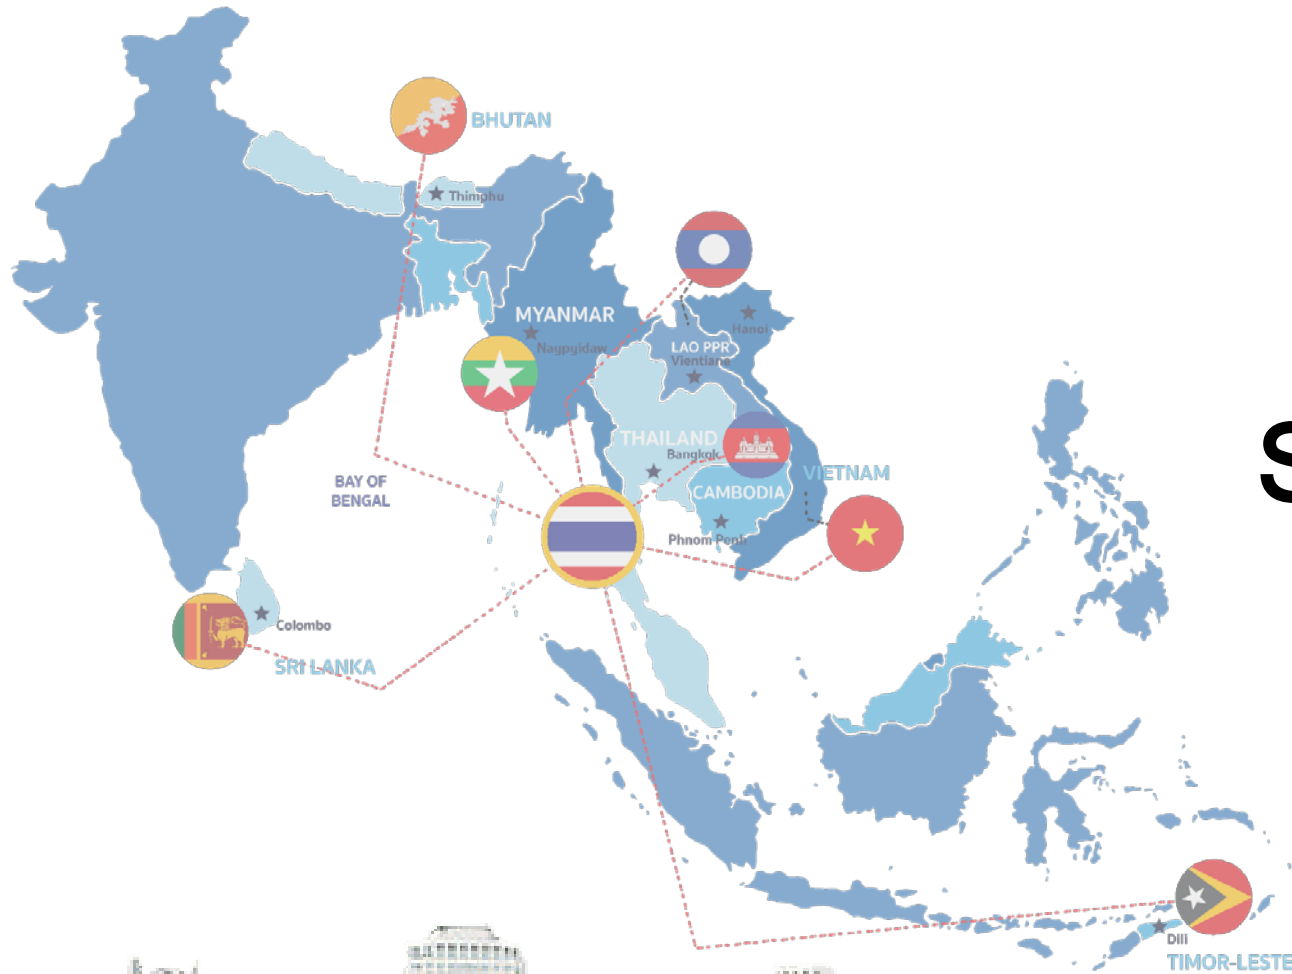 BHUTAN
Thimphu
MYANMAR
Nagpyidaw
Hanoi
LAO PPR
Vientiane
THAILAND
Bangkok
VIETNAM
CAMBODIA
Phnom Penh
BAY OF
BENGAL
S
Colombo
SRI LANKA
Dili
TIMOR-LESTE